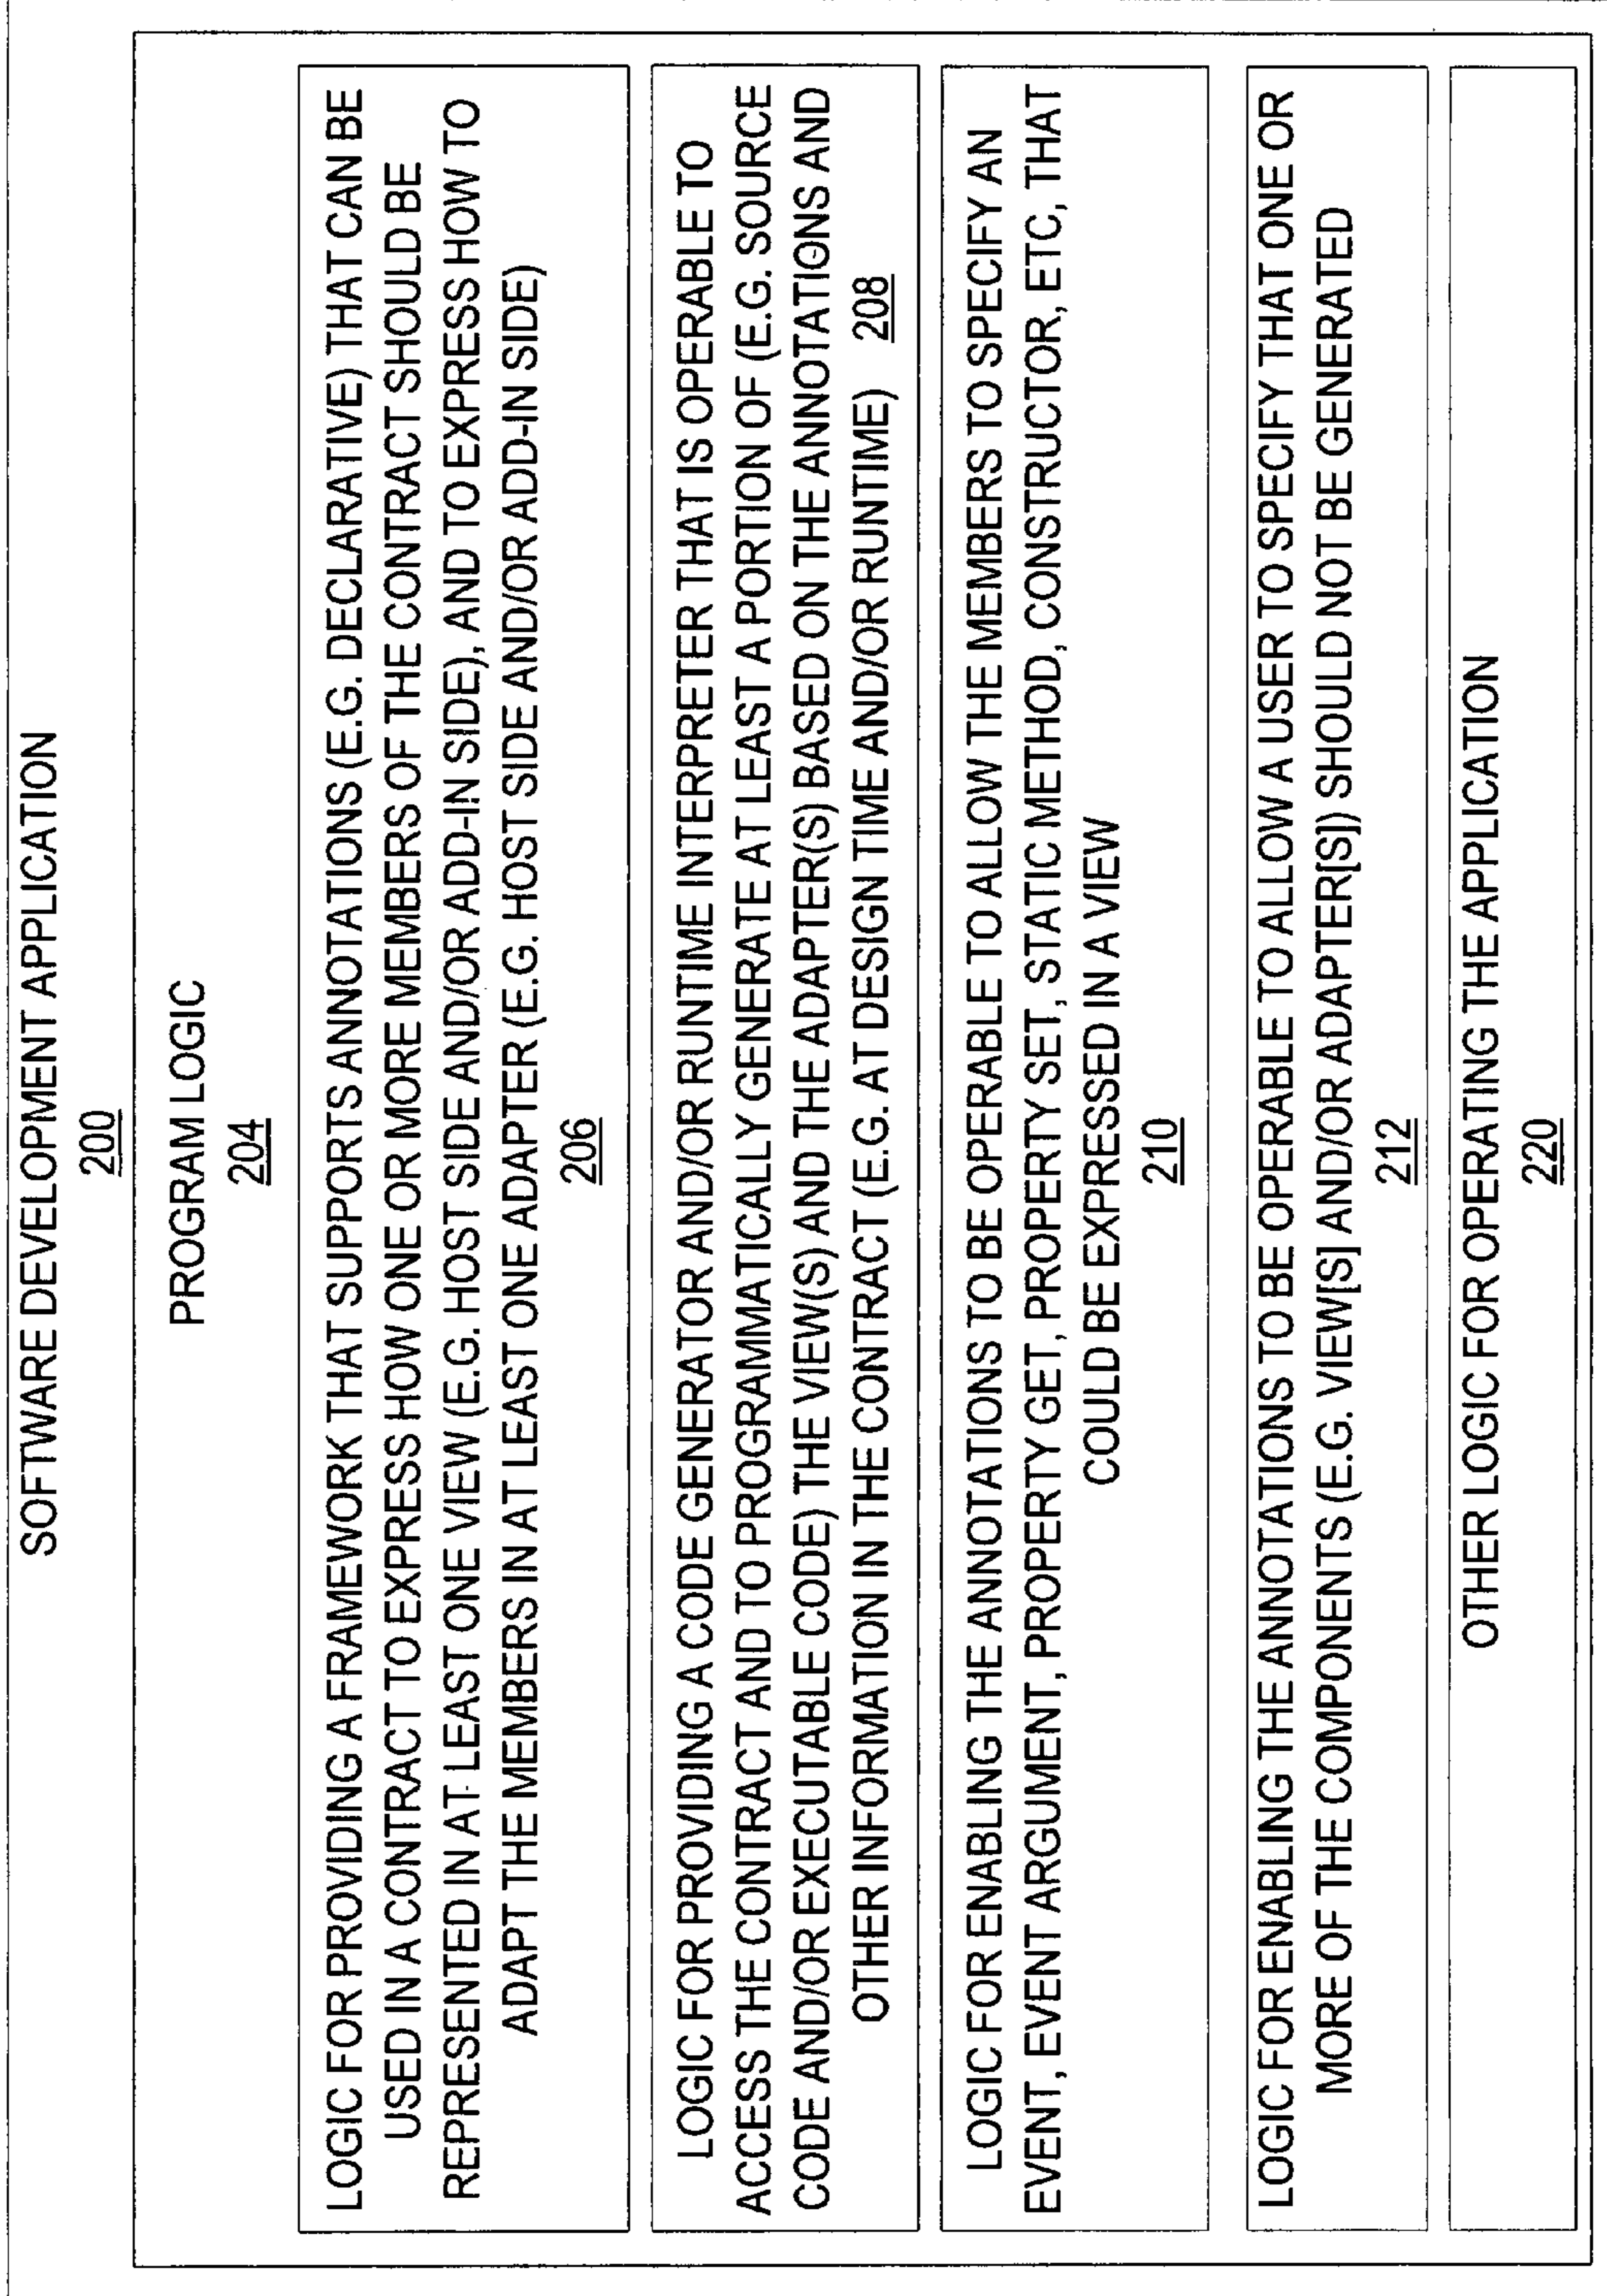 SOFTWARE DEVELOPMENT APPLICATION
200
PROGRAM LOGIC
204
LOGIC FOR PROVIDING A FRAMEWORK THAT SUPPORTS ANNOTATIONS (E.G. DECLARATIVE) THAT CAN BE
USED IN A CONTRACT TO EXPRESS HOW ONE OR MORE MEMBERS OF THE CONTRACT SHOULD BE
REPRESENTED IN AT LEAST ONE VIEW (E.G. HOST SIDE AND/OR ADD-IN SIDE), AND TO EXPRESS HOW TO
ADAPT THE MEMBERS IN AT LEAST ONE ADAPTER (E.G. HOST SIDE AND/OR ADD-IN SIDE)
206
LOGIC FOR PROVIDING A CODE GENERATOR AND/OR RUNTIME INTERPRETER THAT IS OPERABLE TO
ACCESS THE CONTRACT AND TO PROGRAMMATICALLY GENERATE AT LEAST A PORTION OF (E.G. SOURCE
CODE AND/OR EXECUTABLE CODE) THE VIEW(S) AND THE ADAPTER(S) BASED ON THE ANNOTATIONS AND
OTHER INFORMATION IN THE CONTRACT (E.G. AT DESIGN TIME AND/OR RUNTIME) 208
LOGIC FOR ENABLING THE ANNOTATIONS TO BE OPERABLE TO ALLOW THE MEMBERS TO SPECIFY AN
EVENT, EVENT ARGUMENT, PROPERTY GET, PROPERTY SET, STATIC METHOD, CONSTRUCTOR, ETC, THAT
COULD BE EXPRESSED IN A VIEW
210
LOGIC FOR ENABLING THE ANNOTATIONS TO BE OPERABLE TO ALLOW A USER TO SPECIFY THAT ONE OR
MORE OF THE COMPONENTS (E.G. VIEW[S] AND/OR ADAPTER[S]) SHOULD NOT BE GENERATED
212
OTHER LOGIC FOR OPERATING THE APPLICATION
220